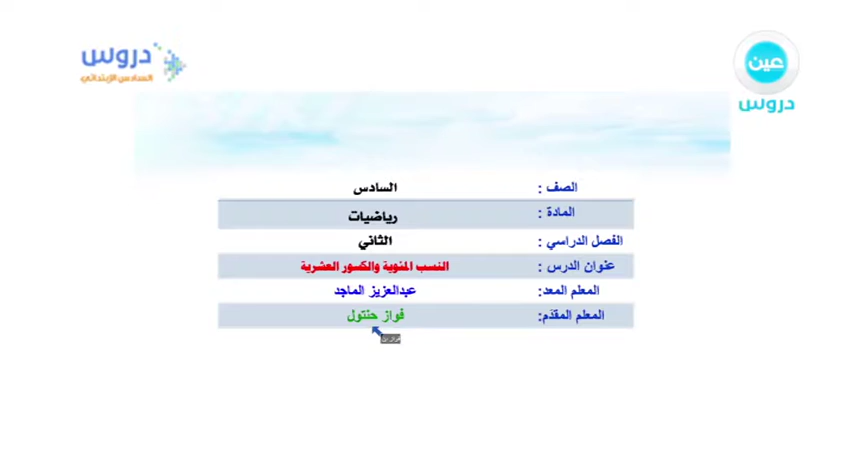 دروس
السادس الإبتدائي
عين
دروس
الصف : السادس
المادة : رياضيات
الفصل الدراسي : الثاني
عنوان الدرس : النسب المئوية والكسور العشرية
المعلم المعد: عبدالعزيز الماجد
المعلم المقدم: فواز حنتول